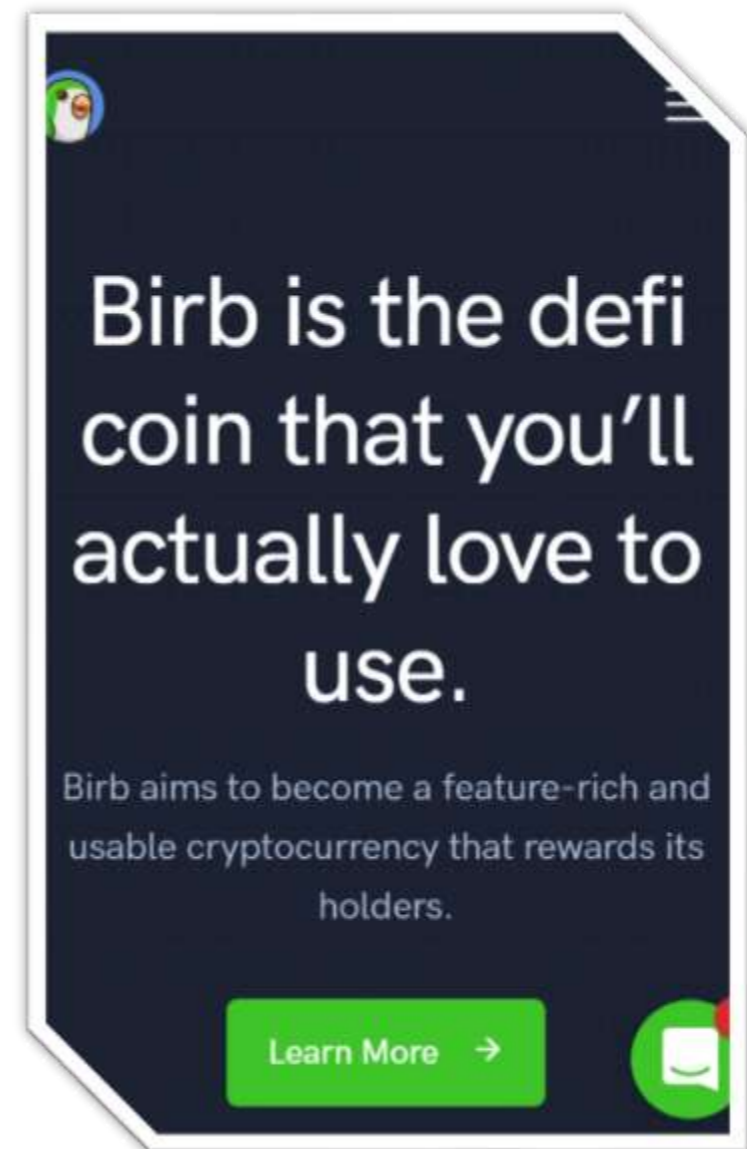 Birb is the defi
coin that you’ll
actually love to
use.
Birb aims to become a feature-rich and
usable cryptocurrency that rewards its
holders.
Learn More →